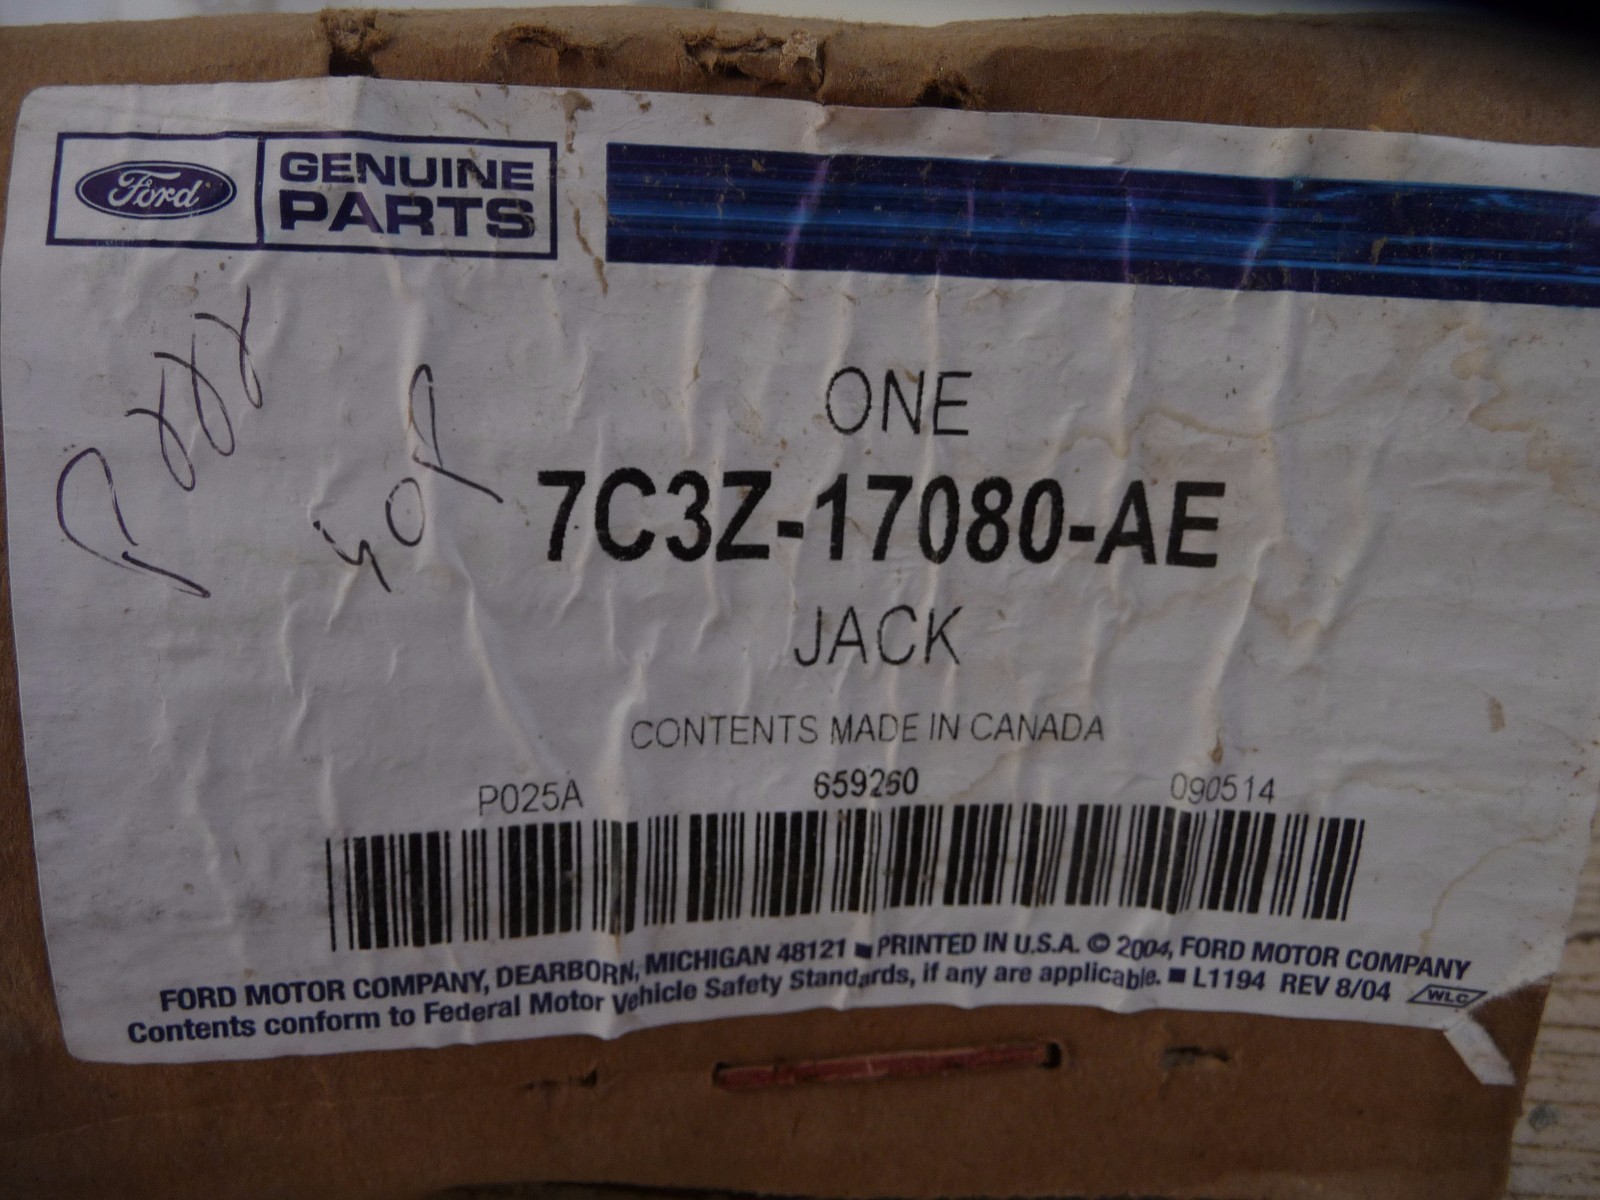 Ford GENUINE
PARTS
ONE
7C3Z-17080-AE
JACK
CONTENTS MADE IN CANADA
P025A 659260 090514
FORD MOTOR COMPANY, DEARBORN, MICHIGAN 48121 ■ PRINTED IN U.S.A. © 2004, FORD MOTOR COMPANY
Contents conform to Federal Motor Vehicle Safety Standards, if any are applicable. ■ L1194 REV 8/04 WLC